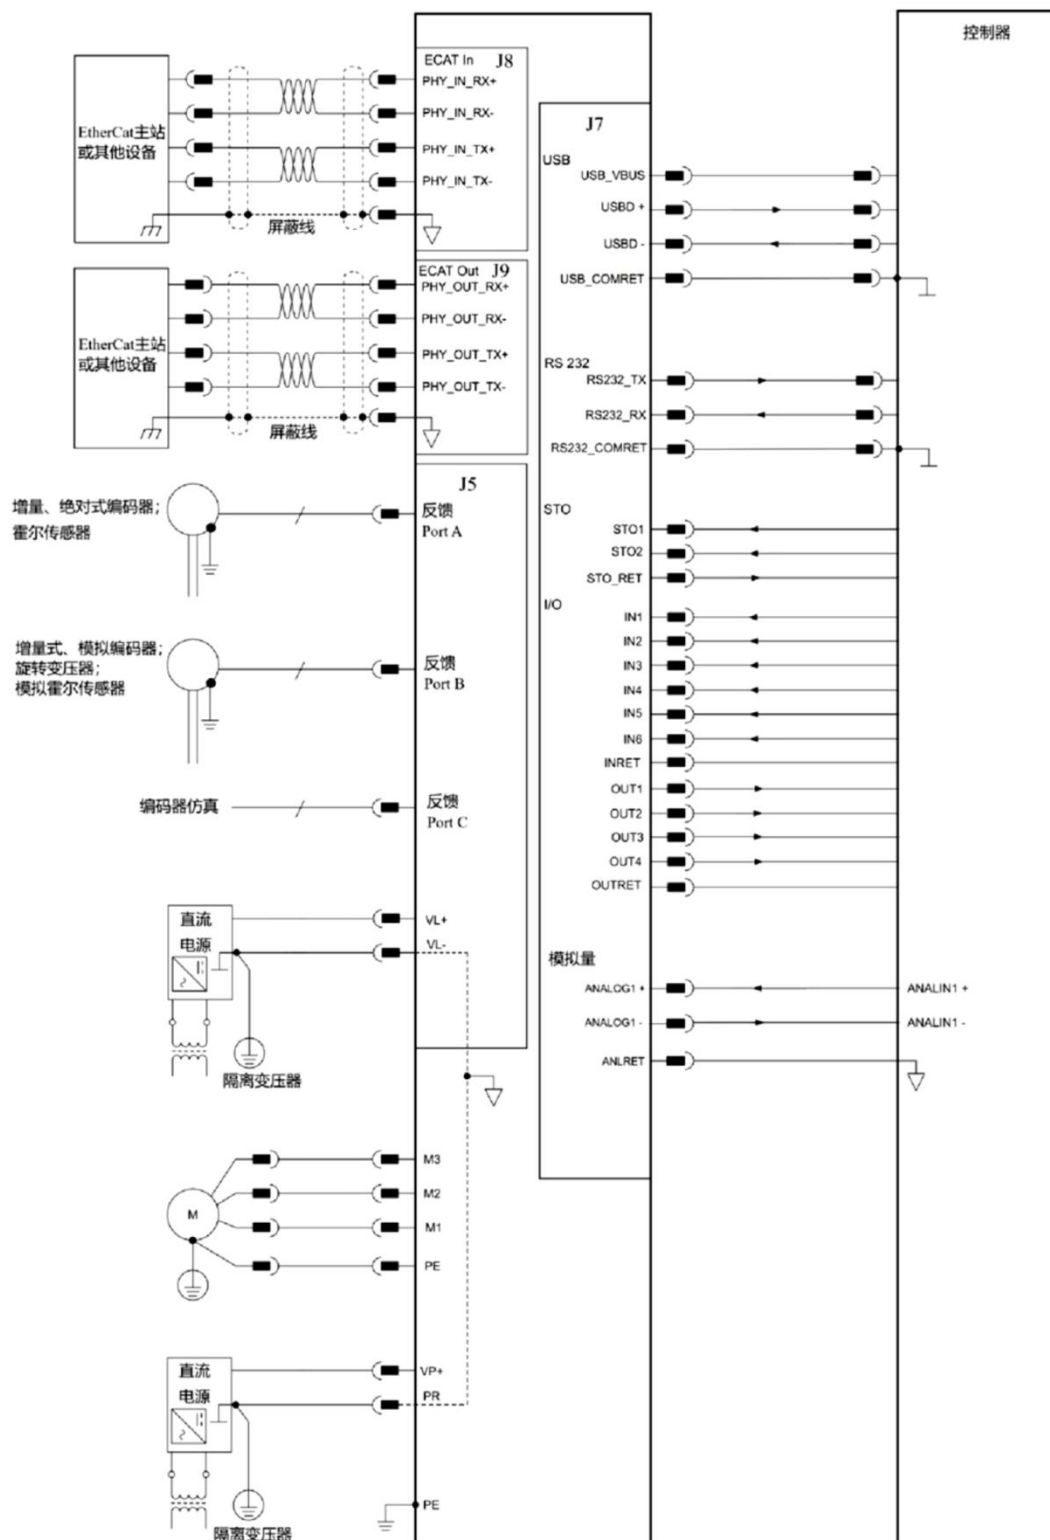 控制器
ECAT In J8
PHY_IN_RX+
PHY_IN_RX-
PHY_IN_TX+
PHY_IN_TX-
EtherCat主站
或其他设备
屏蔽线
ECAT Out J9
PHY_OUT_RX+
PHY_OUT_RX-
PHY_OUT_TX+
PHY_OUT_TX-
EtherCat主站
或其他设备
屏蔽线
J5
增量、绝对式编码器；
霍尔传感器
反馈
Port A
增量式、模拟编码器；
旋转变压器；
模拟霍尔传感器
反馈
Port B
编码器仿真
反馈
Port C
直流
电源
VL+
VL-
隔离变压器
M
M3
M2
M1
PE
直流
电源
VP+
PR
隔离变压器
PE
J7
USB
USB_VBUS
USBD +
USBD -
USB_COMRET
RS 232
RS232_TX
RS232_RX
RS232_COMRET
STO
STO1
STO2
STO_RET
I/O
IN1
IN2
IN3
IN4
IN5
IN6
INRET
OUT1
OUT2
OUT3
OUT4
OUTRET
模拟量
ANALOG1 +
ANALOG1 -
ANLRET
ANALIN1 +
ANALIN1 -